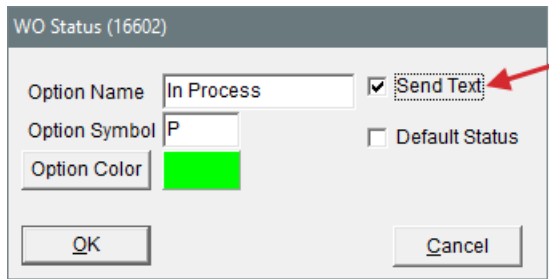 WO Status (16602)
Option Name In Process Send Text
Option Symbol P Default Status
Option Color
OK Cancel